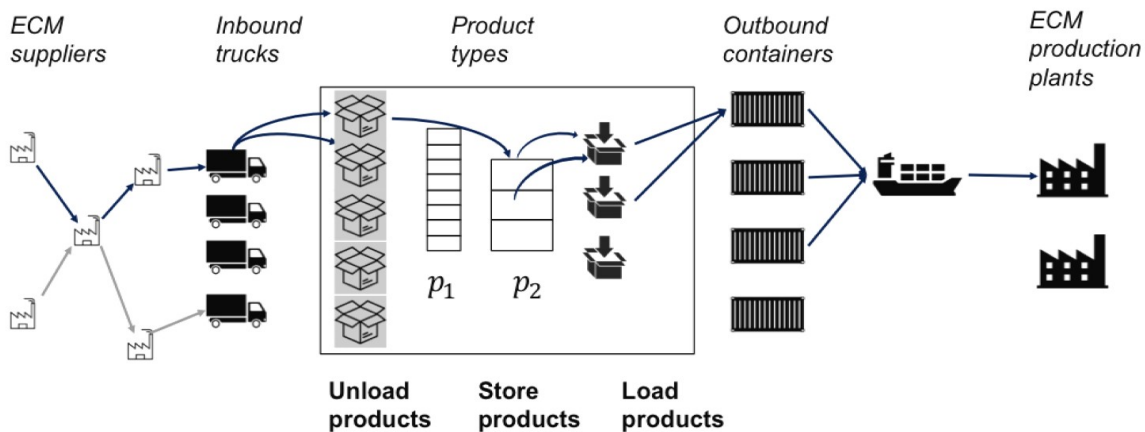 ECM
suppliers
Inbound
trucks
Product
types
Outbound
containers
ECM
production
plants
p₁
p₂
Unload
products
Store
products
Load
products